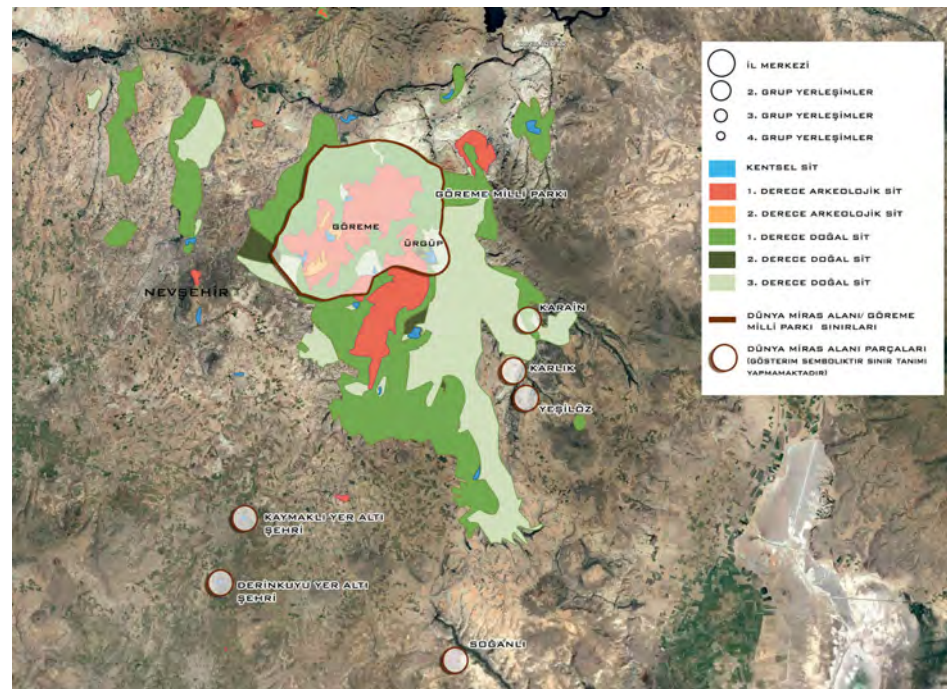 İL MERKEZİ
2. GRUP YERLEŞİMLER
3. GRUP YERLEŞİMLER
4. GRUP YERLEŞİMLER
KENTSEL SİT
1. DERECE ARKEOLOJİK SİT
2. DERECE ARKEOLOJİK SİT
1. DERECE DOĞAL SİT
2. DERECE DOĞAL SİT
3. DERECE DOĞAL SİT
DÜNYA MİRAS ALANI/ GÖREME
MİLLİ PARKI SINIRLARI
DÜNYA MİRAS ALANI PARÇALARI
(GÖSTERIM SEMBOLİKTİR SINIR TANIMI
YAPMAMAKTADIR)
GÖREME MİLLİ PARKI
GÖREME
ÜRGÜP
NEVŞEHİR
KARAİN
KARLIK
YEŞİLÖZ
KAYMAKLI YER ALTI
ŞEHRİ
DERİNKUYU YER ALTI
ŞEHRİ
SOĞANLI